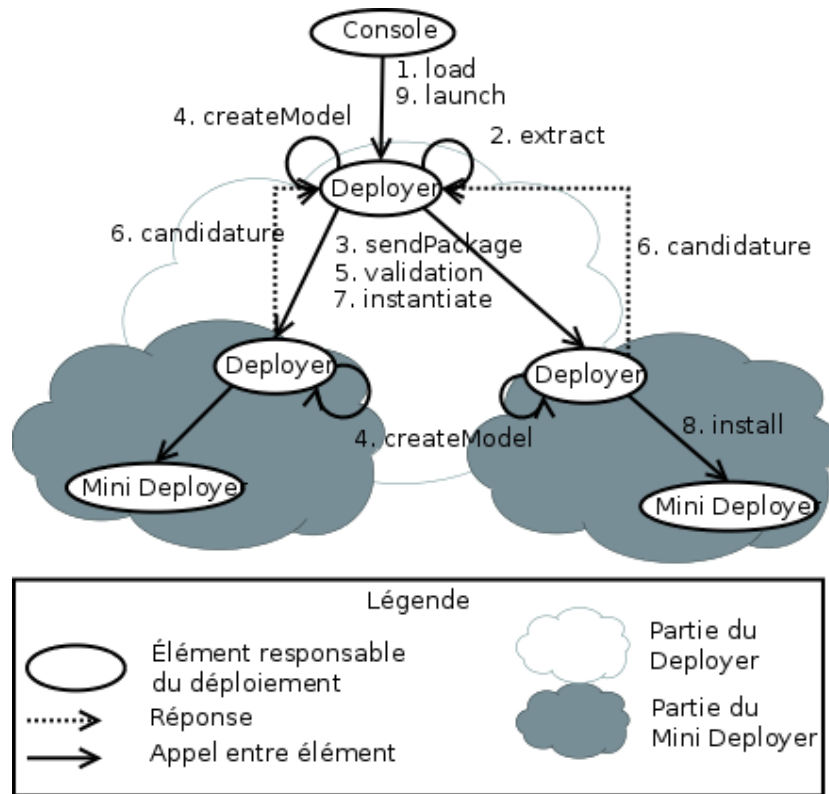 Console
1. load
9. launch
4. createModel
2. extract
Deployer
6. candidature
3. sendPackage
5. validation
7. instantiate
6. candidature
Deployer
Deployer
4. createModel
8. install
Mini Deployer
Mini Deployer
Légende
Élément responsable
du déploiement
Réponse
Appel entre élément
Partie du
Deployer
Partie du
Mini Deployer